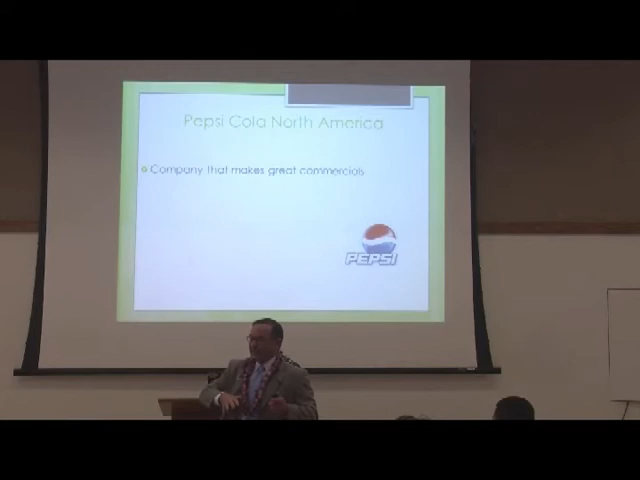 Pepsi Cola North America
Company that makes great commercials
PEPSI